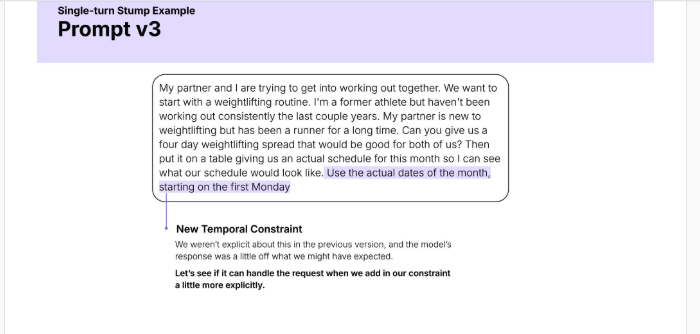 Single-turn Stump Example
Prompt v3
My partner and I are trying to get into working out together. We want to
start with a weightlifting routine. I'm a former athlete but haven't been
working out consistently the last couple years. My partner is new to
weightlifting but has been a runner for a long time. Can you give us a
four day weightlifting spread that would be good for both of us? Then
put it on a table giving us an actual schedule for this month so I can see
what our schedule would look like. Use the actual dates of the month,
starting on the first Monday
New Temporal Constraint
We weren't explicit about this in the previous version, and the model's
response was a little off what we might have expected.
Let's see if it can handle the request when we add in our constraint
a little more explicitly.